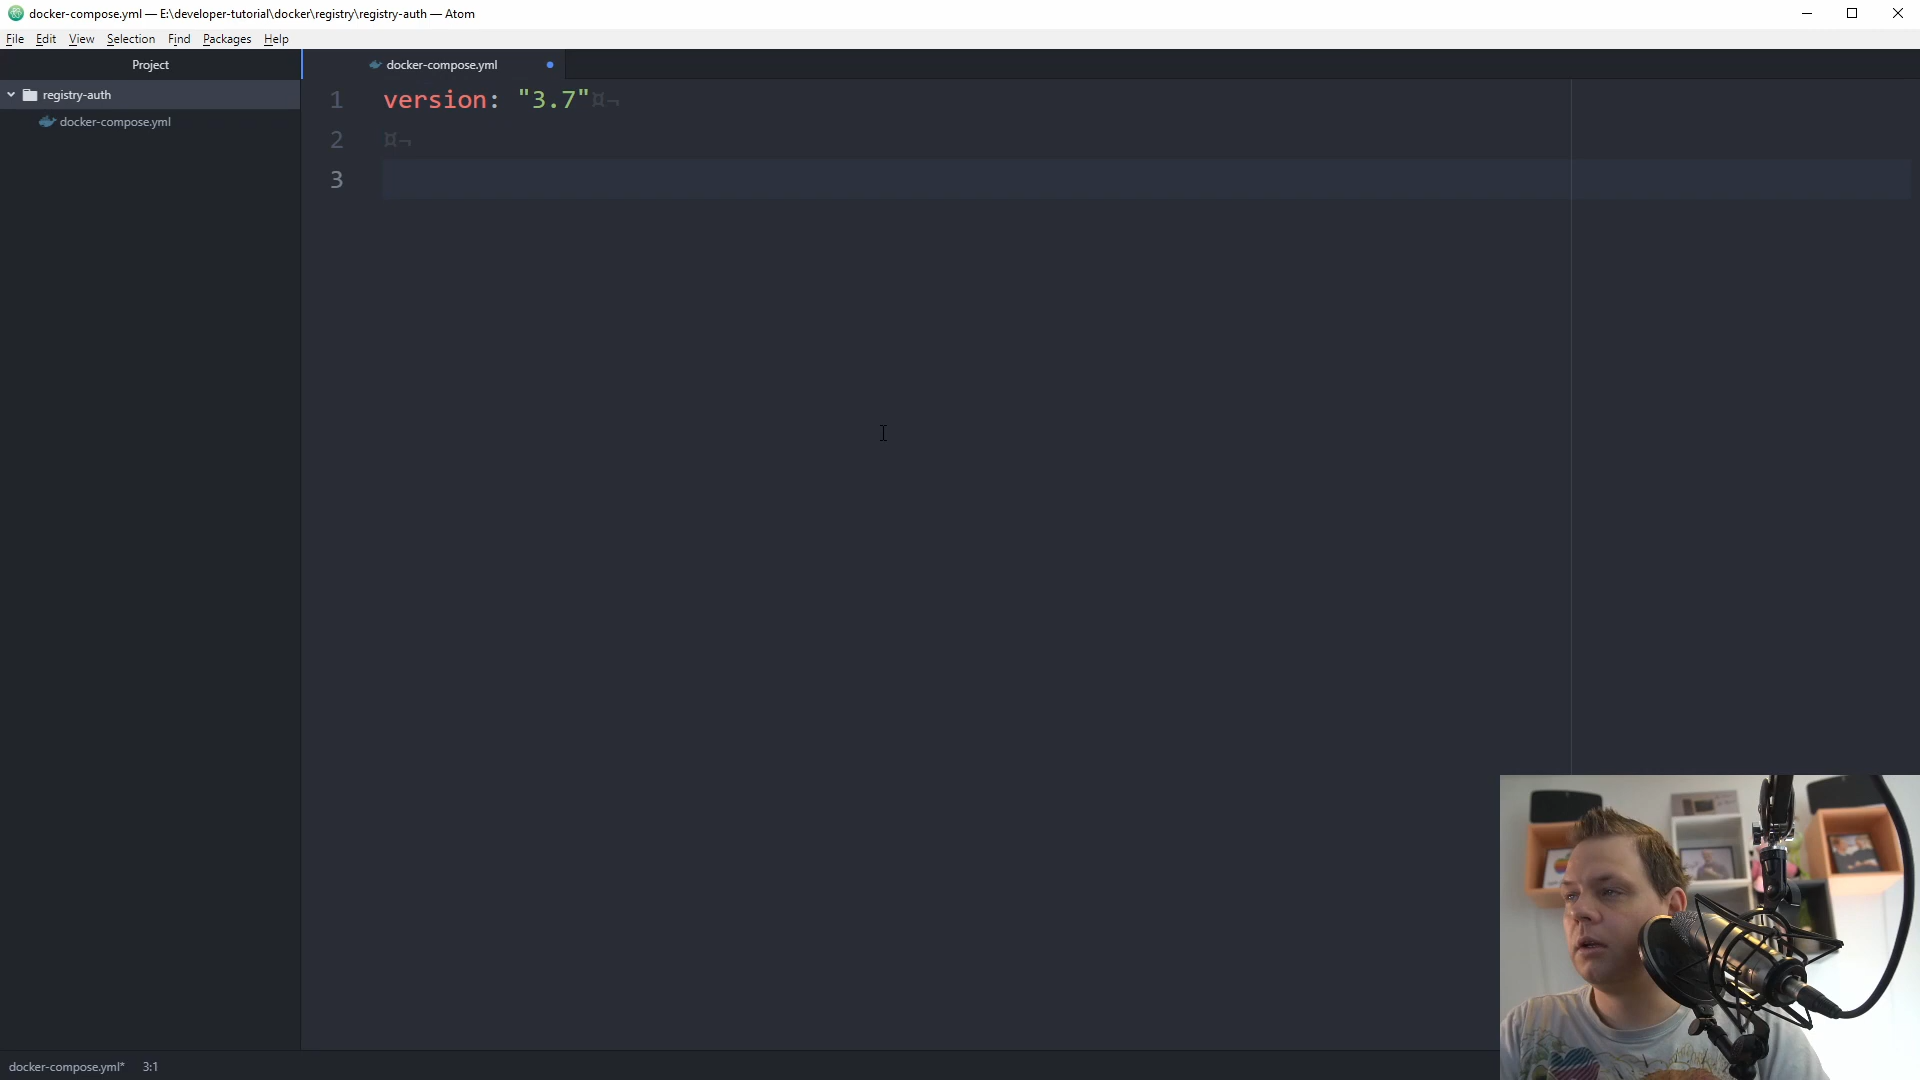 docker-compose.yml — E:\developer-tutorial\docker\registry\registry-auth — Atom
File Edit View Selection Find Packages Help
Project
docker-compose.yml
registry-auth
docker-compose.yml
1 version: "3.7"¤¬
2 ¤¬
3
docker-compose.yml* 3:1